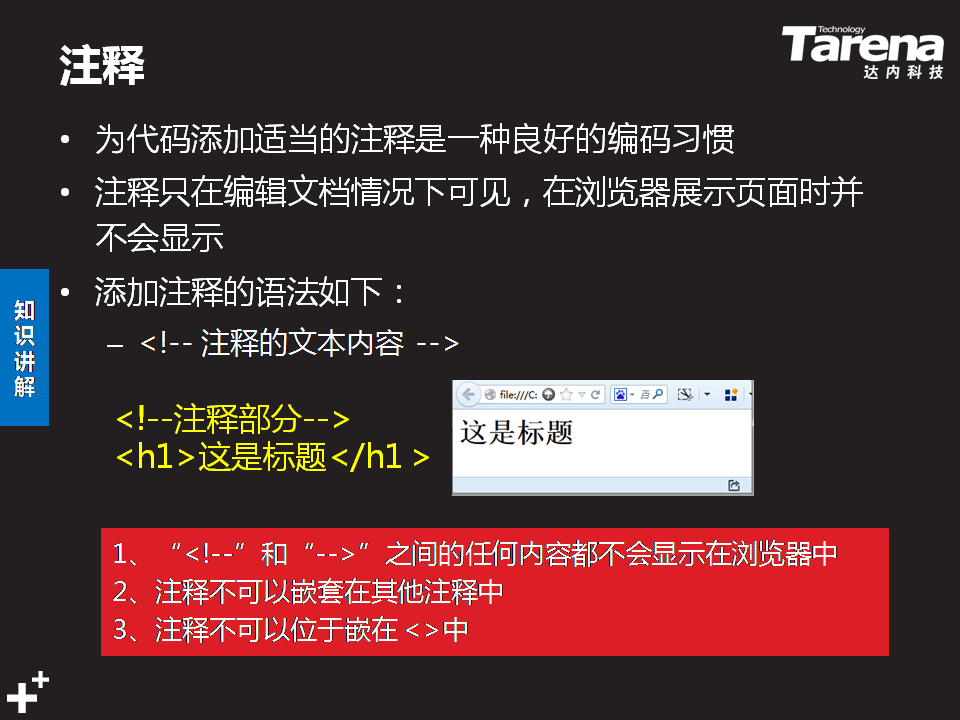 注释
Technology
Tarena
达内科技
• 为代码添加适当的注释是一种良好的编码习惯
• 注释只在编辑文档情况下可见，在浏览器展示页面时并
不会显示
• 添加注释的语法如下：
– <!-- 注释的文本内容 -->
知识讲解
<!--注释部分-->
<h1>这是标题</h1 >
file:///C:
百
这是标题
1、“<!--”和“-->”之间的任何内容都不会显示在浏览器中
2、注释不可以嵌套在其他注释中
3、注释不可以位于嵌在 <>中